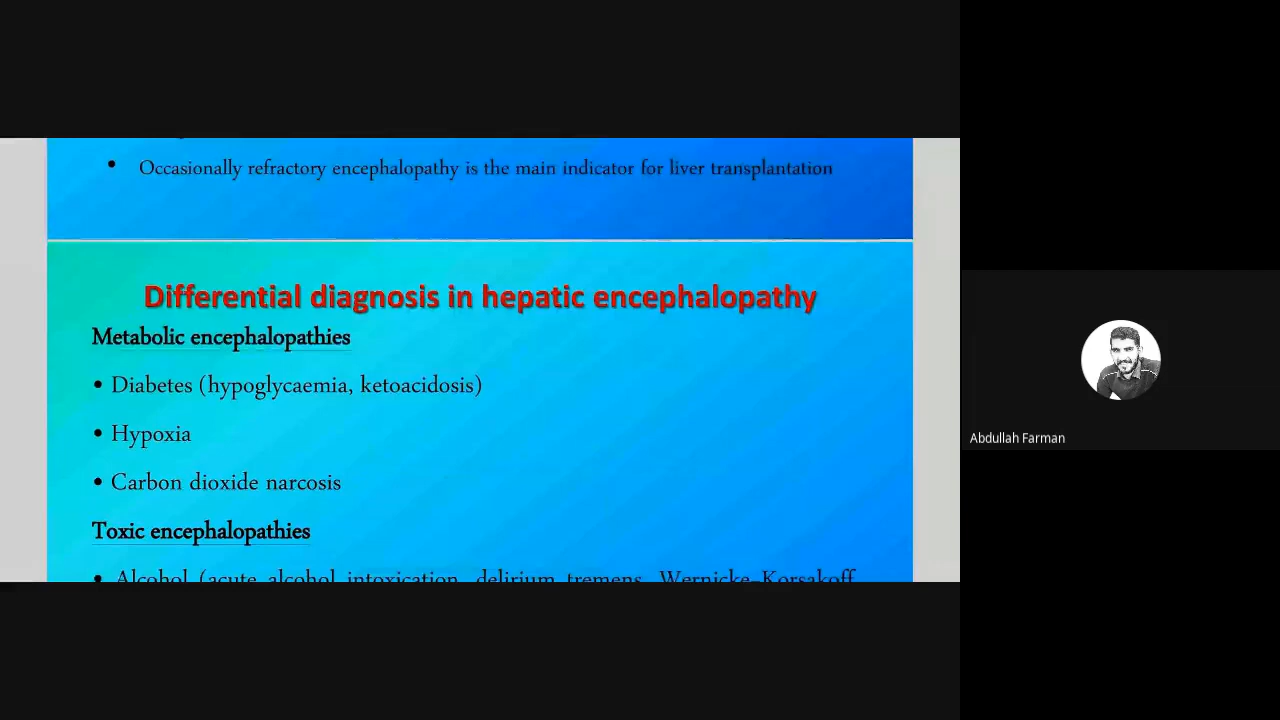 • Occasionally refractory encephalopathy is the main indicator for liver transplantation
Differential diagnosis in hepatic encephalopathy
Metabolic encephalopathies
• Diabetes (hypoglycaemia, ketoacidosis)
• Hypoxia
• Carbon dioxide narcosis
Toxic encephalopathies
• Alcohol (acute alcohol intoxication, delirium tremens, Wernicke–Korsakoff
Abdullah Farman